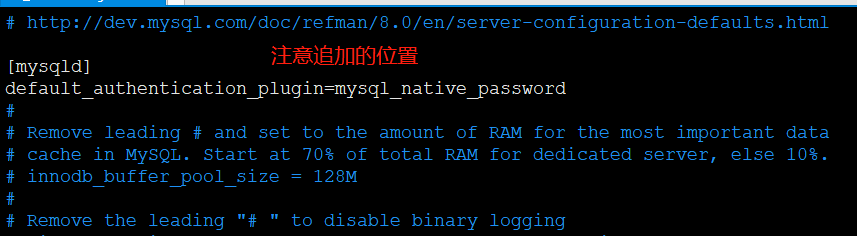 # http://dev.mysql.com/doc/refman/8.0/en/server-configuration-defaults.html
注意追加的位置
[mysqld]
default_authentication_plugin=mysql_native_password
#
# Remove leading # and set to the amount of RAM for the most important data
# cache in MySQL. Start at 70% of total RAM for dedicated server, else 10%.
# innodb_buffer_pool_size = 128M
#
# Remove the leading "# " to disable binary logging